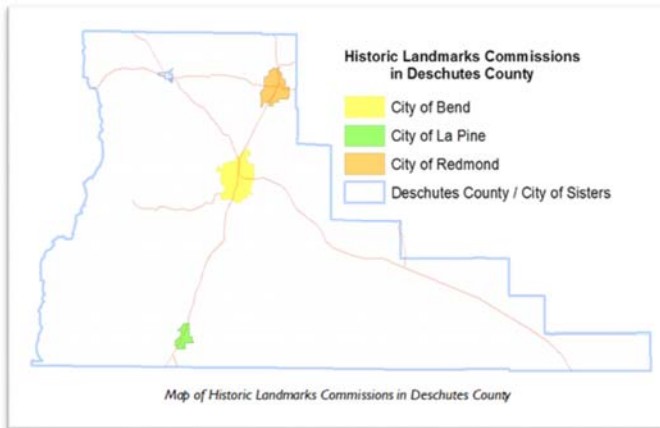 Historic Landmarks Commissions
in Deschutes County
City of Bend
City of La Pine
City of Redmond
Deschutes County / City of Sisters
Map of Historic Landmarks Commissions in Deschutes County